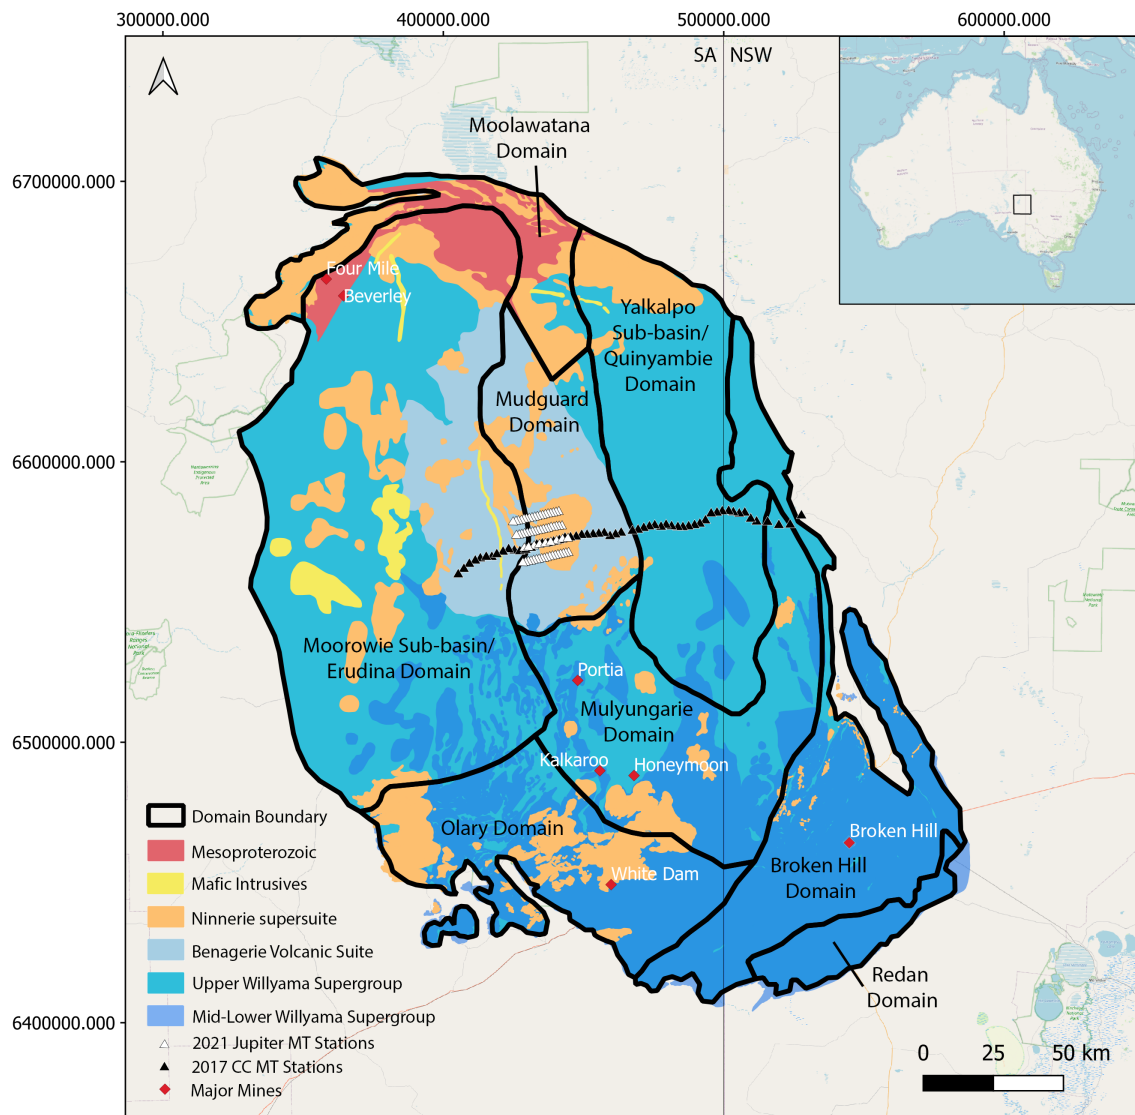 300000.000
400000.000
500000.000
600000.000
SA
NSW
6700000.000
6600000.000
6500000.000
6400000.000
Moolawatana
Domain
Four Mile
Beverley
Yalkalpo
Sub-basin/
Quinyambie
Domain
Mudguard
Domain
Moorowie Sub-basin/
Erudina Domain
Portia
Mulyungarie
Domain
Kalkaroo
Honeymoon
Olary Domain
White Dam
Broken Hill
Broken Hill
Domain
Redan
Domain
Domain Boundary
Mesoproterozoic
Mafic Intrusives
Ninnerie supersuite
Benagerie Volcanic Suite
Upper Willyama Supergroup
Mid-Lower Willyama Supergroup
2021 Jupiter MT Stations
2017 CC MT Stations
Major Mines
0
25
50 km